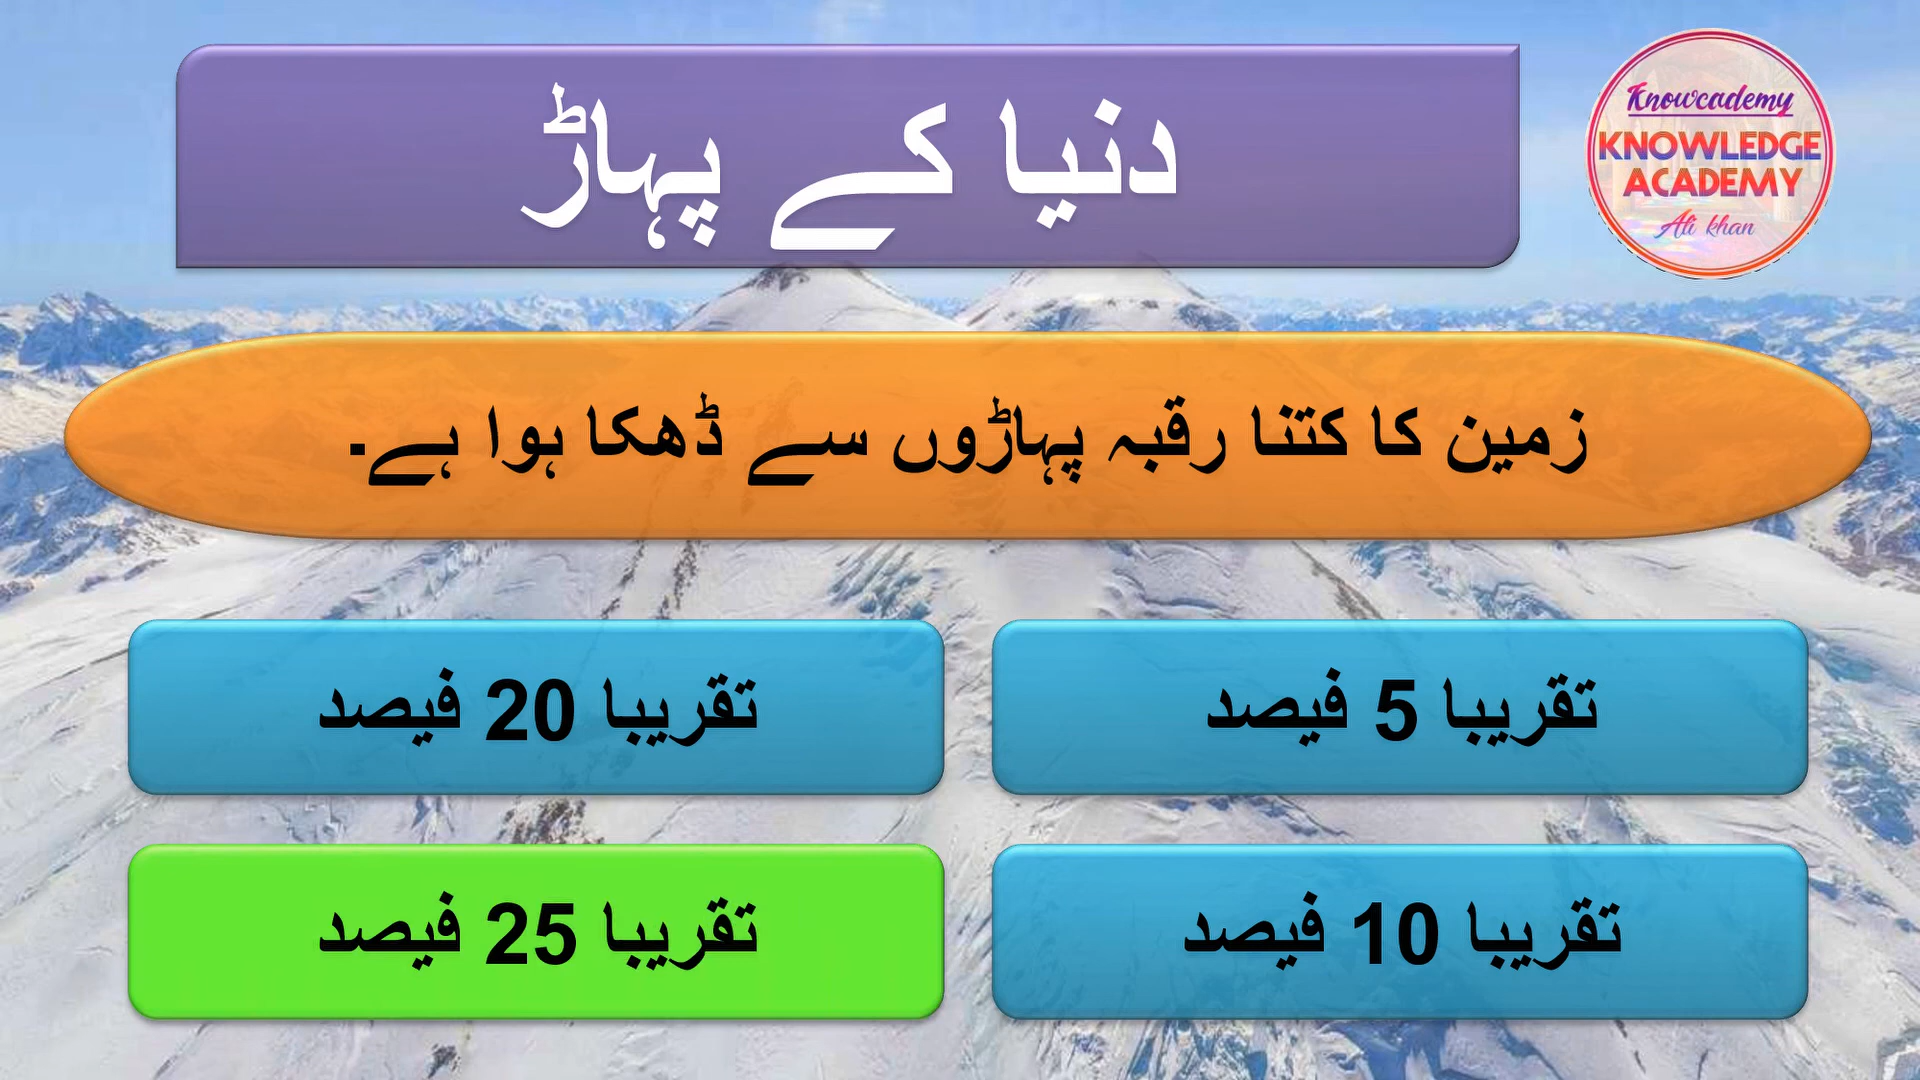 دنیا کے پہاڑ
Knowcademy
KNOWLEDGE
ACADEMY
Ali khan
زمین کا کتنا رقبہ پہاڑوں سے ڈھکا ہوا ہے۔
تقریبا 5 فیصد
تقریبا 20 فیصد
تقریبا 10 فیصد
تقریبا 25 فیصد